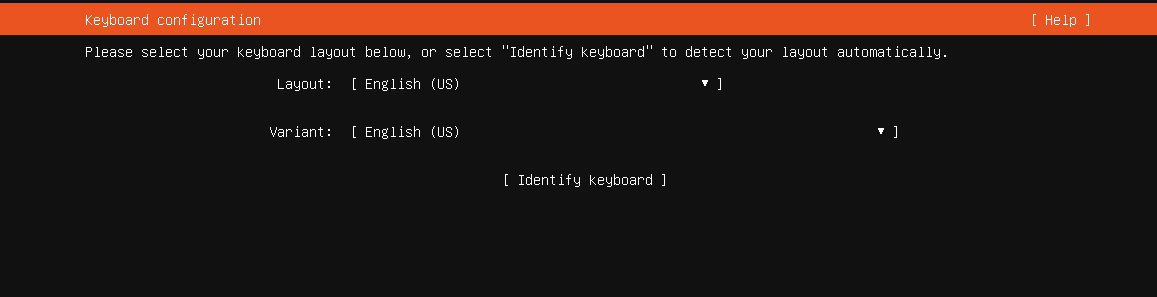 Keyboard configuration [ Help ]
Please select your keyboard layout below, or select "Identify keyboard" to detect your layout automatically.
Layout: [ English (US) ▼ ]
Variant: [ English (US) ▼ ]
[ Identify keyboard ]